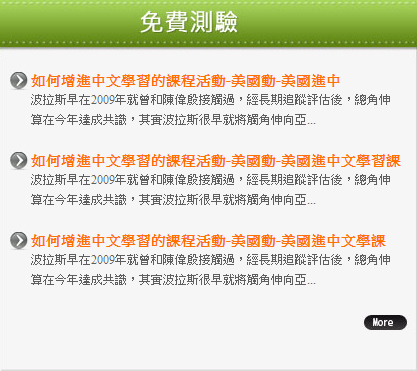 免費測驗
如何增進中文學習的課程活動-美國動-美國進中
波拉斯早在2009年就曾和陳偉殷接觸過，經長期追蹤評估後，總角伸
算在今年達成共識，其實波拉斯很早就將觸角伸向亞...
如何增進中文學習的課程活動-美國動-美國進中文學習課
波拉斯早在2009年就曾和陳偉殷接觸過，經長期追蹤評估後，總角伸
算在今年達成共識，其實波拉斯很早就將觸角伸向亞...
如何增進中文學習的課程活動-美國動-美國進中文學課
波拉斯早在2009年就曾和陳偉殷接觸過，經長期追蹤評估後，總角伸
算在今年達成共識，其實波拉斯很早就將觸角伸向亞...
More